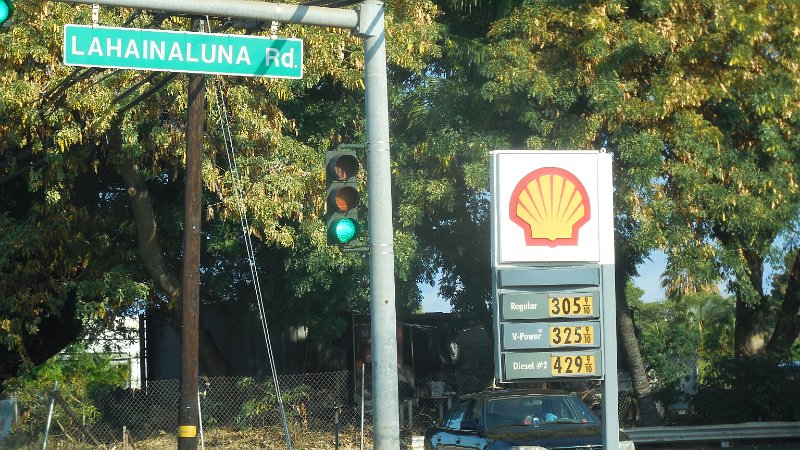 LAHAINALUNA Rd.
Regular 305 9/10
V-Power 325 9/10
Diesel #2 429 9/10